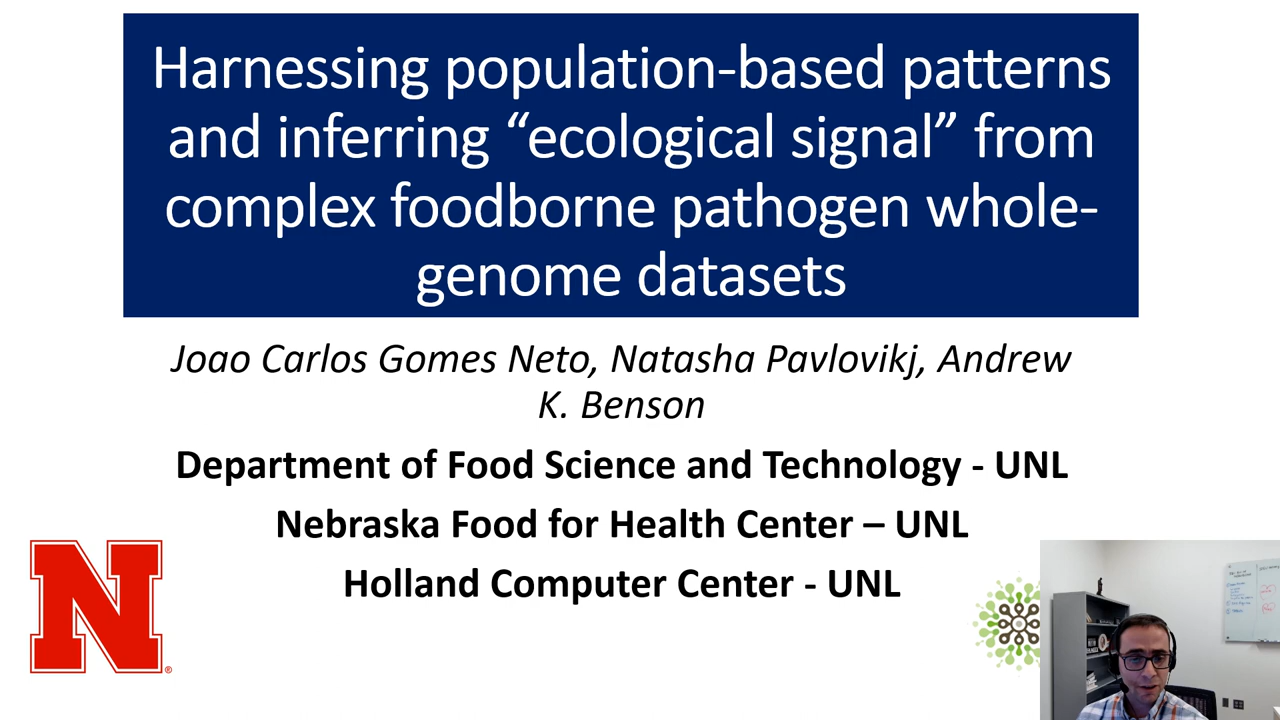 Harnessing population-based patterns
and inferring “ecological signal” from
complex foodborne pathogen whole-
genome datasets
Joao Carlos Gomes Neto, Natasha Pavlovikj, Andrew
K. Benson
Department of Food Science and Technology - UNL
Nebraska Food for Health Center – UNL
Holland Computer Center - UNL
N
®